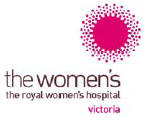 the women's
the royal women's hospital
victoria